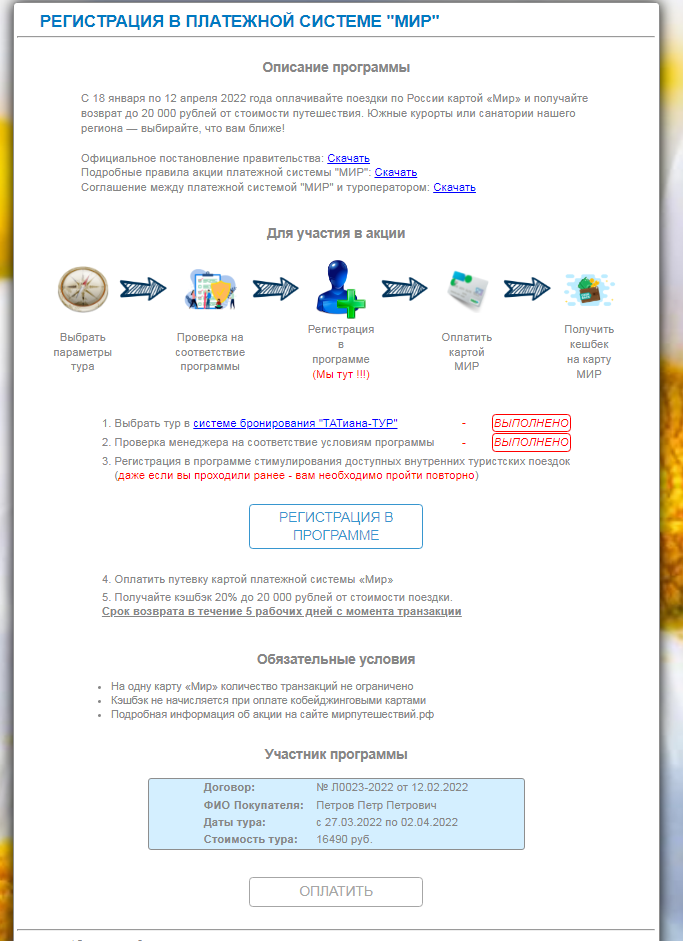 РЕГИСТРАЦИЯ В ПЛАТЕЖНОЙ СИСТЕМЕ "МИР"
Описание программы
С 18 января по 12 апреля 2022 года оплачивайте поездки по России картой «Мир» и получайте
возврат до 20 000 рублей от стоимости путешествия. Южные курорты или санатории нашего
региона — выбирайте, что вам ближе!
Официальное постановление правительства: Скачать
Подробные правила акции платежной системы "МИР": Скачать
Соглашение между платежной системой "МИР" и туроператором: Скачать
Для участия в акции
Выбрать
параметры
тура
Проверка на
соответствие
программы
Регистрация
в
программе
(Мы тут !!!)
Оплатить
картой
МИР
Получить
кешбек
на карту
МИР
1. Выбрать тур в системе бронирования "ТАТиана-ТУР" - ВЫПОЛНЕНО
2. Проверка менеджера на соответствие условиям программы - ВЫПОЛНЕНО
3. Регистрация в программе стимулирования доступных внутренних туристских поездок
(даже если вы проходили ранее - вам необходимо пройти повторно)
РЕГИСТРАЦИЯ В
ПРОГРАММЕ
4. Оплатить путевку картой платежной системы «Мир»
5. Получайте кэшбэк 20% до 20 000 рублей от стоимости поездки.
Срок возврата в течение 5 рабочих дней с момента транзакции
Обязательные условия
• На одну карту «Мир» количество транзакций не ограничено
• Кэшбэк не начисляется при оплате кобейджинговыми картами
• Подробная информация об акции на сайте мирпутешествий.рф
Участник программы
Договор: № Л0023-2022 от 12.02.2022
ФИО Покупателя: Петров Петр Петрович
Даты тура: с 27.03.2022 по 02.04.2022
Стоимость тура: 16490 руб.
ОПЛАТИТЬ